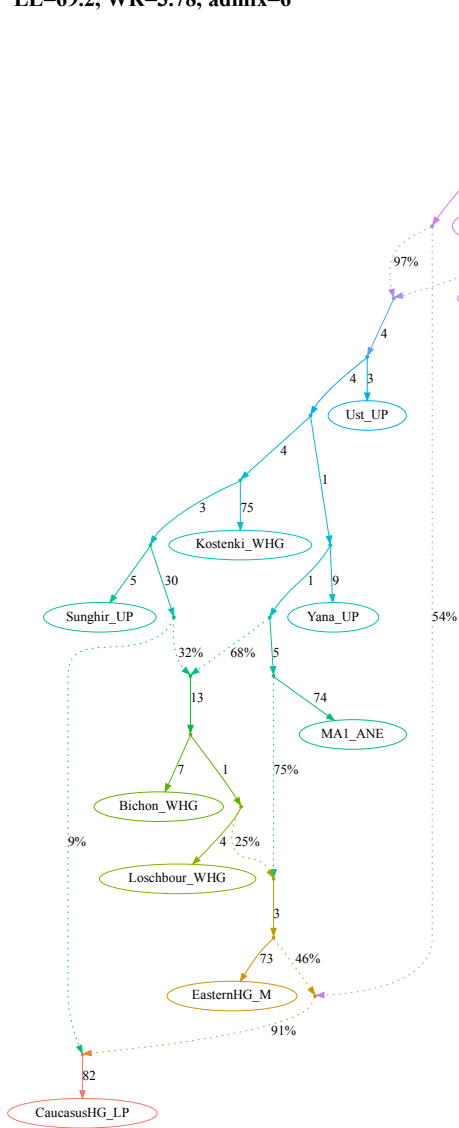 LL=69.2, WR=3.78, admix=6
97%
4
4 3
Ust_UP
4
1
3 75
Kostenki_WHG
5 30 1 9
Sunghir_UP Yana_UP
54%
32% 68% 5
13 74
MA1_ANE
7 1 75%
Bichon_WHG
9% 4 25%
Loschbour_WHG
3
73 46%
EasternHG_M
91%
82
CaucasusHG_LP